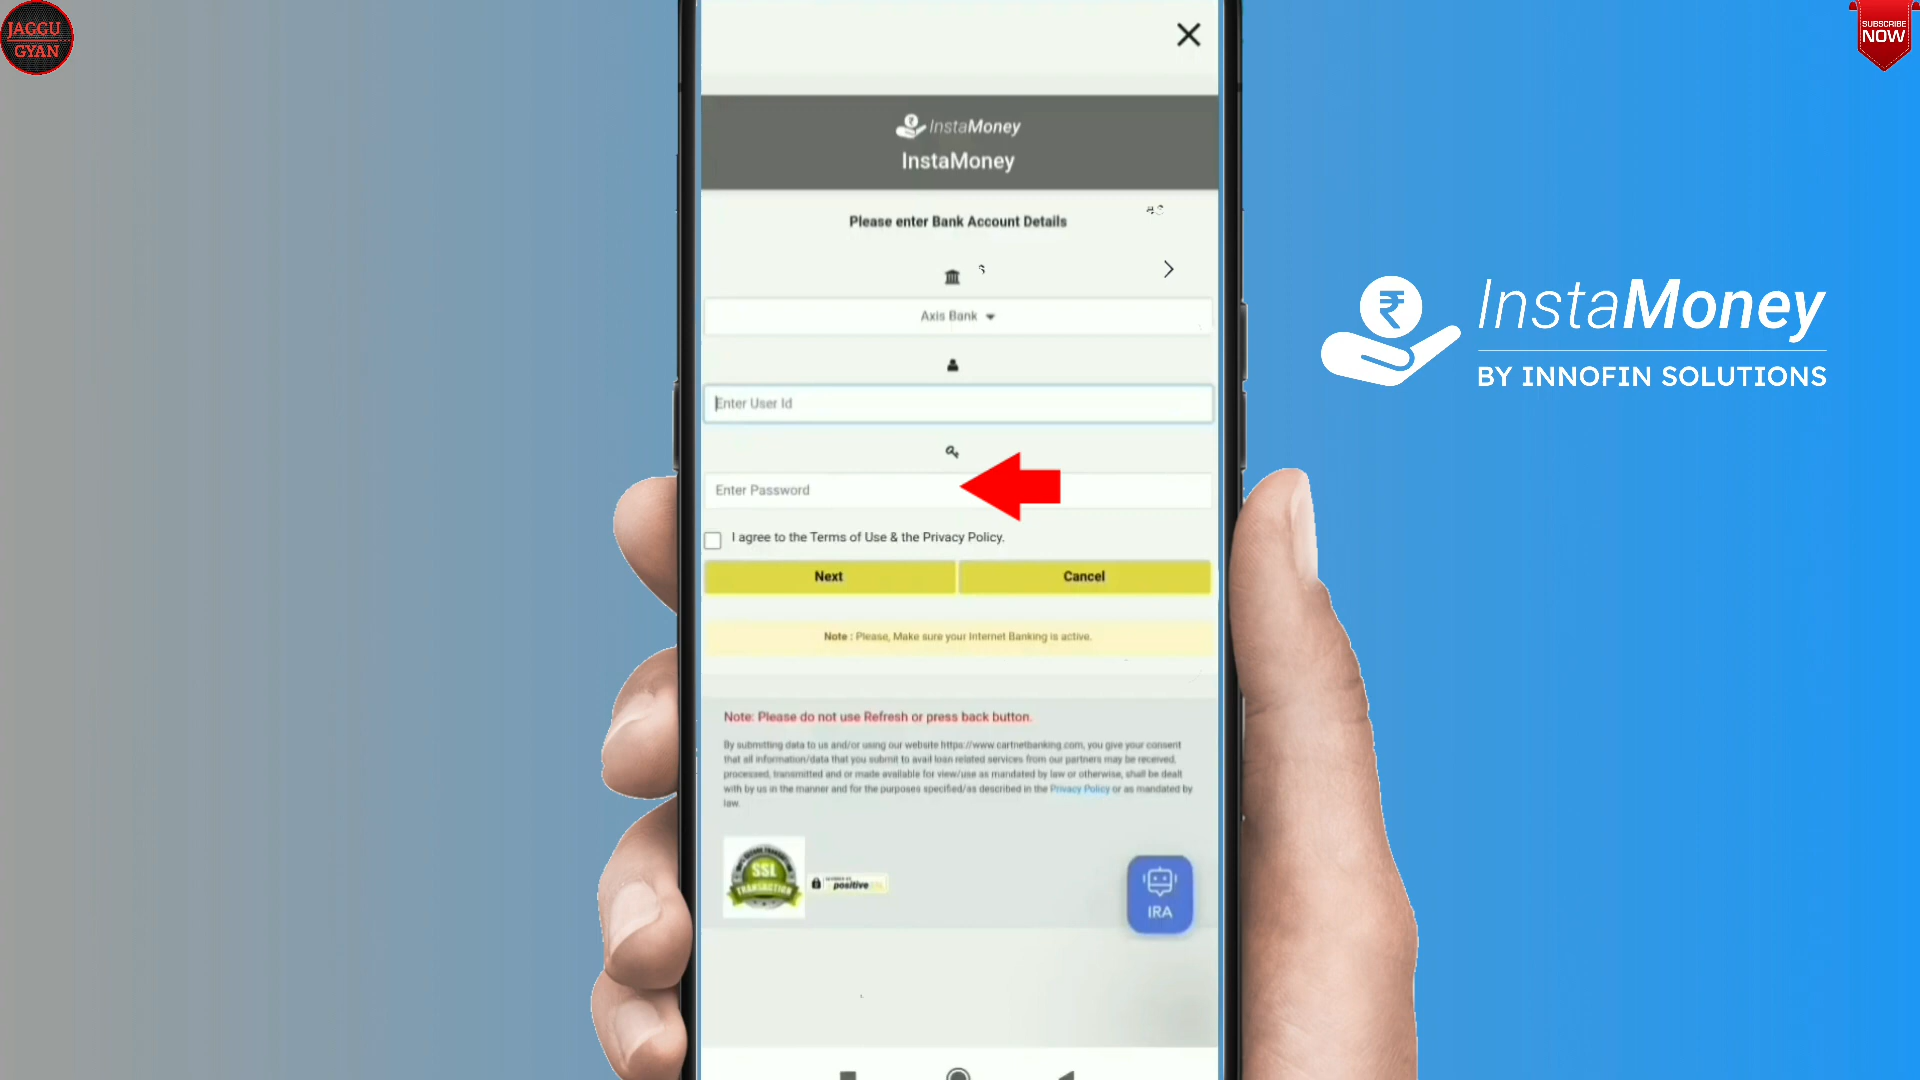 JAGGU
GYAN
SUBSCRIBE
NOW
InstaMoney
InstaMoney
Please enter Bank Account Details
Axis Bank
Enter User Id
Enter Password
I agree to the Terms of Use & the Privacy Policy.
Next
Cancel
Note : Please, Make sure your Internet Banking is active.
Note: Please do not use Refresh or press back button.
By submitting data to us and/or using our website https://www.cartnetbanking.com, you give your consent
that all information/data that you submit to avail loan related services from our partners may be received,
processed, transmitted and or made available for view/use as mandated by law or otherwise, shall be dealt
with by us in the manner and for the purposes specified/as described in the Privacy Policy or as mandated by
law.
SSL
TRANSACTION
positive
IRA
₹
InstaMoney
BY INNOFIN SOLUTIONS